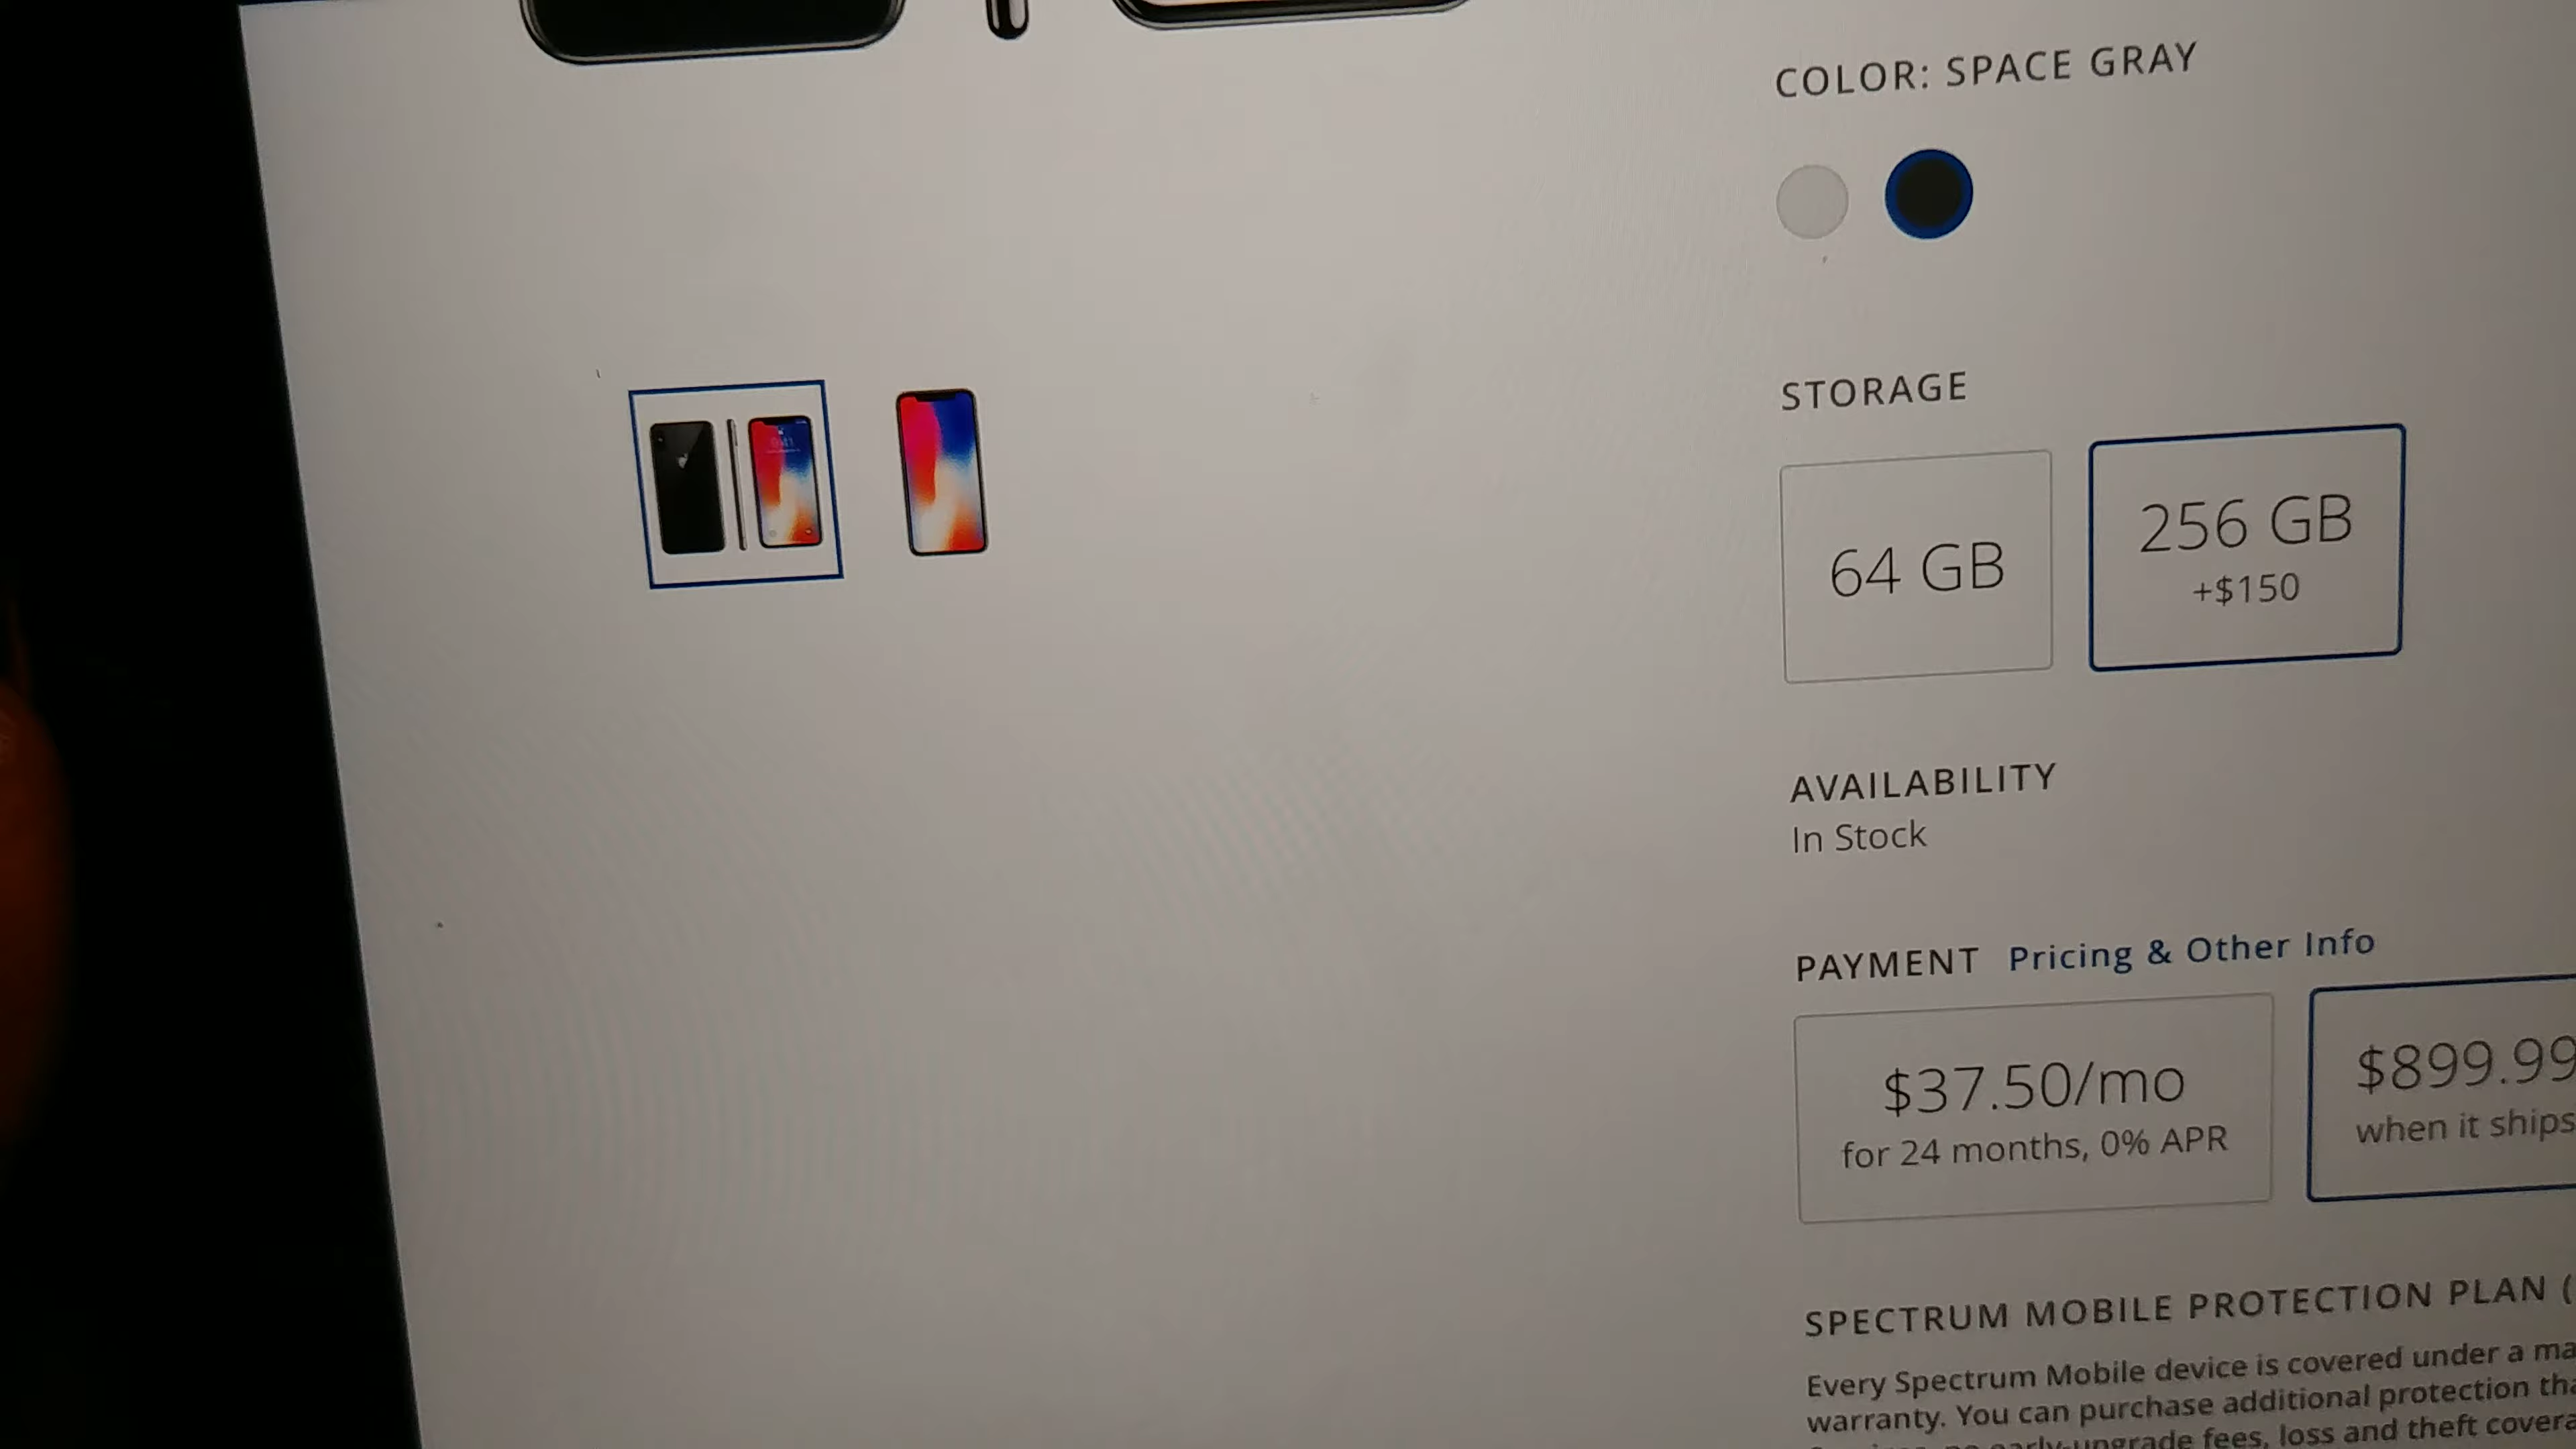 COLOR: SPACE GRAY
STORAGE
64 GB
256 GB
+$150
AVAILABILITY
In Stock
PAYMENT Pricing & Other Info
$37.50/mo
for 24 months, 0% APR
$899.99
when it ships
SPECTRUM MOBILE PROTECTION PLAN (
Every Spectrum Mobile device is covered under a
warranty. You can purchase additional protection
fees, loss and theft